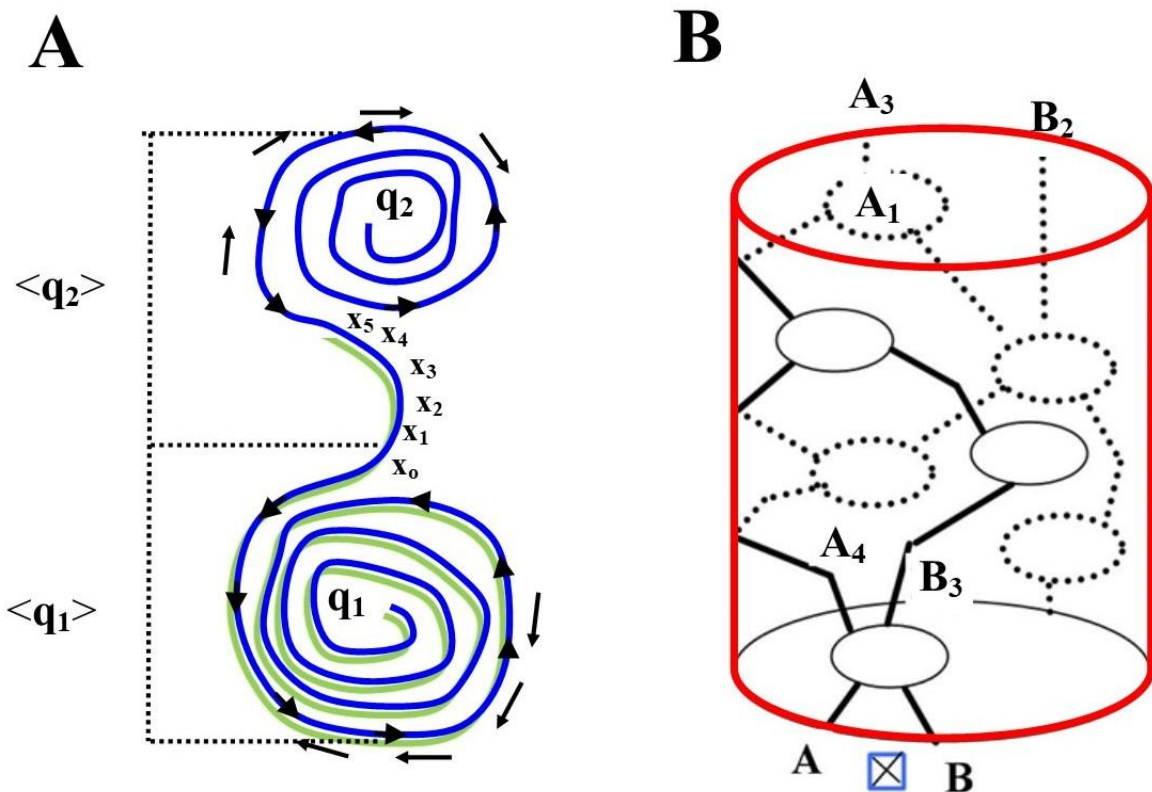 A
<q₂>
<q₁>
q₂
x₅
x₄
x₃
x₂
x₁
xₒ
q₁
B
A₃
B₂
A₁
A₄
B₃
A
B